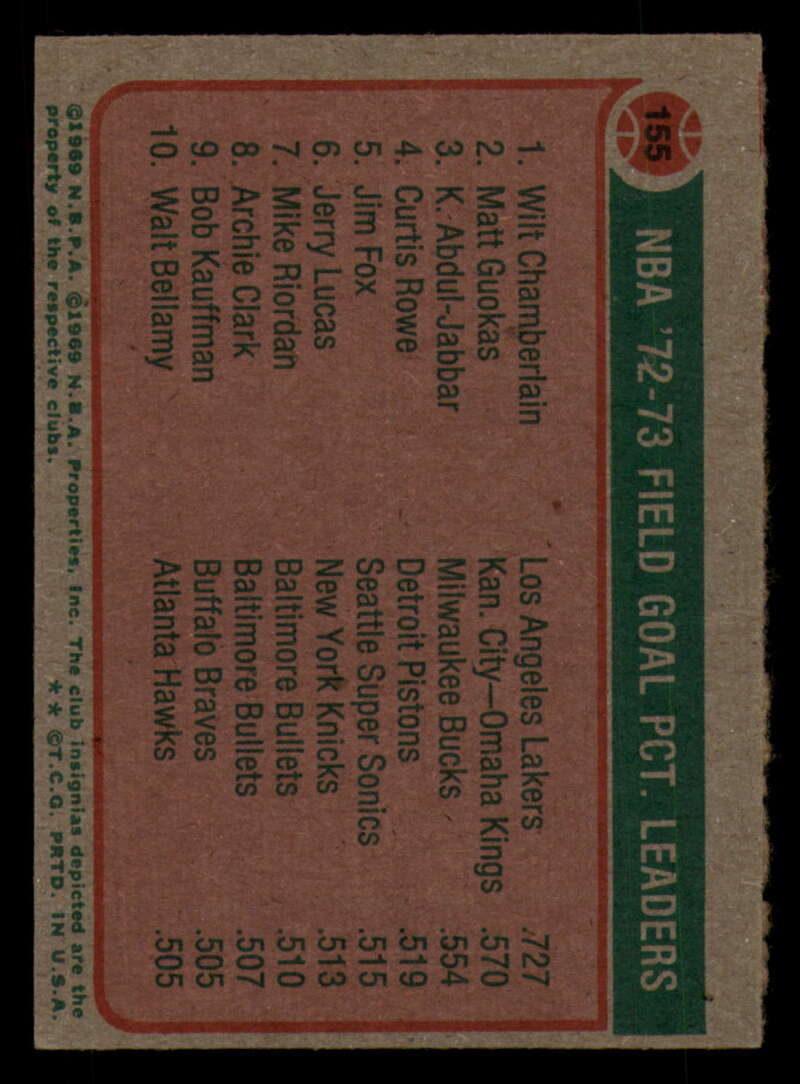 155
NBA '72-73 FIELD GOAL PCT. LEADERS
1. Wilt Chamberlain Los Angeles Lakers .727
2. Matt Guokas Kan. City—Omaha Kings .570
3. K. Abdul-Jabbar Milwaukee Bucks .554
4. Curtis Rowe Detroit Pistons .519
5. Jim Fox Seattle Super Sonics .515
6. Jerry Lucas New York Knicks .513
7. Mike Riordan Baltimore Bullets .510
8. Archie Clark Baltimore Bullets .507
9. Bob Kauffman Buffalo Braves .505
10. Walt Bellamy Atlanta Hawks .505
©1969 N.B.P.A. ©1969 N.B.A. Properties, Inc. The club insignias depicted are the
property of the respective clubs. ** ©T.C.G. PRTD. IN U.S.A.